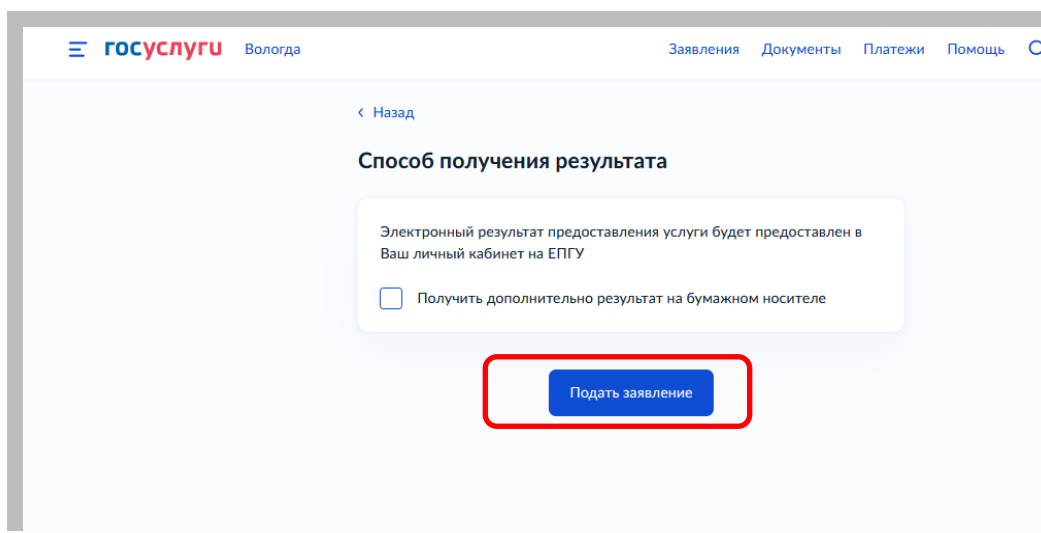 госуслуги Вологда Заявления Документы Платежи Помощь
Назад
Способ получения результата
Электронный результат предоставления услуги будет предоставлен в
Ваш личный кабинет на ЕПГУ
Получить дополнительно результат на бумажном носителе
Подать заявление